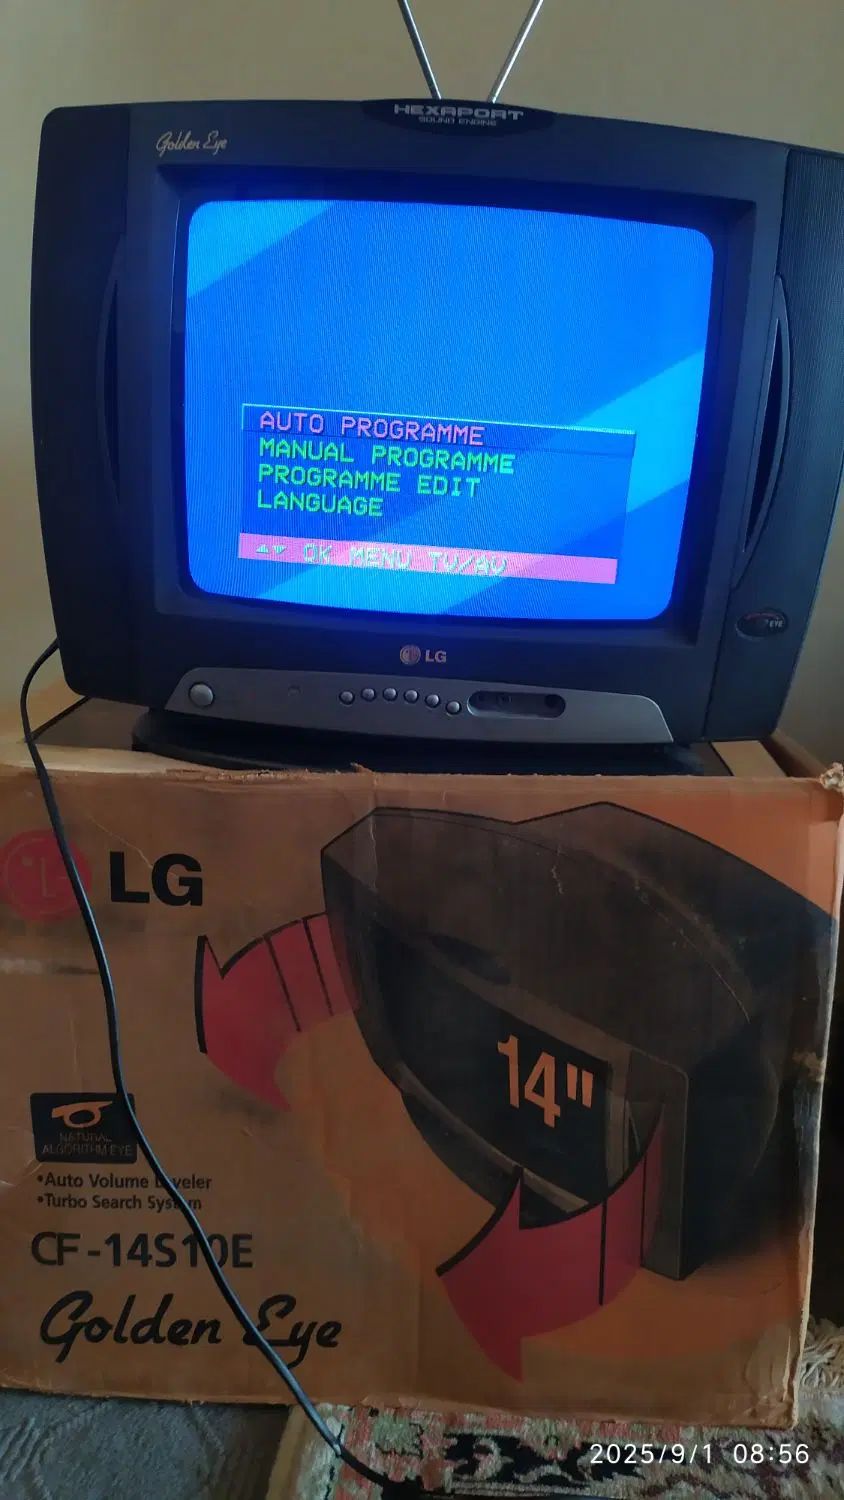 HEXAPORT
SOUND ENGINE
Golden Eye
AUTO PROGRAMME
MANUAL PROGRAMME
PROGRAMME EDIT
LANGUAGE
▲▼ OK MENU TV/AV
EYE
LG
LG
14"
NATURAL
ALGORITHM EYE
•Auto Volume Leveler
•Turbo Search System
CF-14S10E
Golden Eye
2025/9/1 08:56